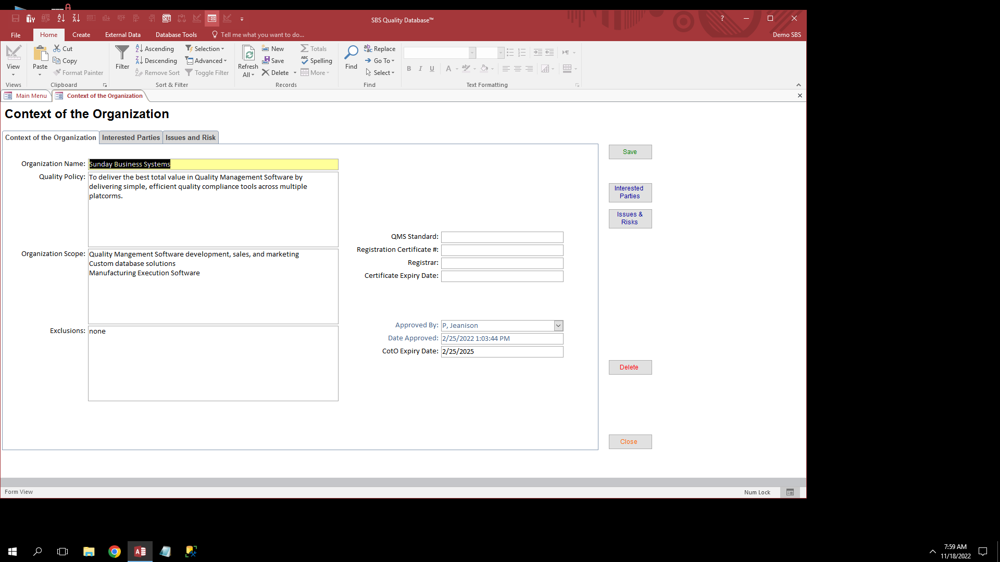 SBS Quality Database™
?
File
Home
Create
External Data
Database Tools
Tell me what you want to do...
Demo SBS
View
Views
Paste
Cut
Copy
Format Painter
Clipboard
Filter
Ascending
Descending
Remove Sort
Selection
Advanced
Toggle Filter
Sort & Filter
Refresh
All
New
Save
Delete
Totals
Spelling
More
Records
Find
Replace
Go To
Select
Find
B I U A
Text Formatting
Main Menu
Context of the Organization
Context of the Organization
Context of the Organization
Interested Parties
Issues and Risk
Organization Name: Sunday Business Systems
Quality Policy: To deliver the best total value in Quality Management Software by
delivering simple, efficient quality compliance tools across multiple
platcorms.
Organization Scope: Quality Mangement Software development, sales, and marketing
Custom database solutions
Manufacturing Execution Software
Exclusions: none
QMS Standard:
Registration Certificate #:
Registrar:
Certificate Expiry Date:
Approved By: P, Jeanison
Date Approved: 2/25/2022 1:03:44 PM
CotO Expiry Date: 2/25/2025
Save
Interested
Parties
Issues &
Risks
Delete
Close
Form View
Num Lock
7:59 AM
11/18/2022